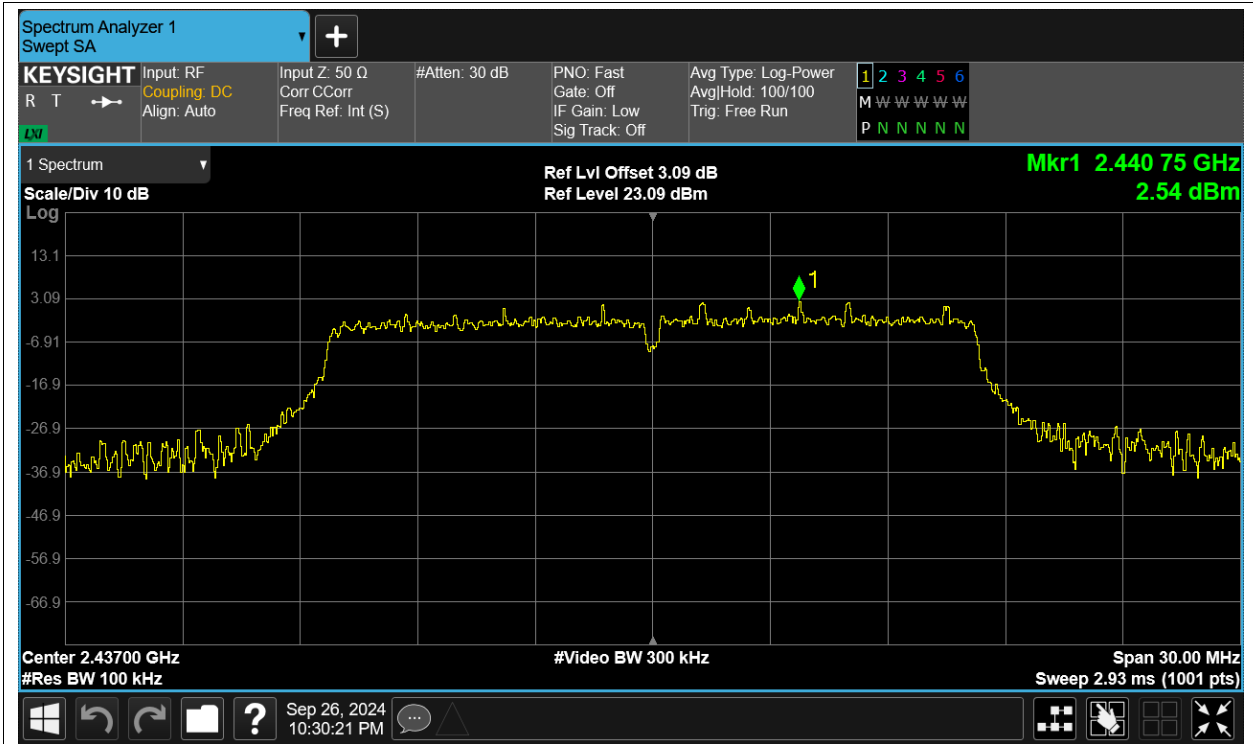 Spectrum Analyzer 1
Swept SA
KEYSIGHT
R T
LXI
Input: RF
Coupling: DC
Align: Auto
Input Z: 50 Ω
Corr CCorr
Freq Ref: Int (S)
#Atten: 30 dB
PNO: Fast
Gate: Off
IF Gain: Low
Sig Track: Off
Avg Type: Log-Power
Avg|Hold: 100/100
Trig: Free Run
1 2 3 4 5 6
M W W W W W
P N N N N N
1 Spectrum
Scale/Div 10 dB
Log
Ref Lvl Offset 3.09 dB
Ref Level 23.09 dBm
Mkr1 2.440 75 GHz
2.54 dBm
13.1
3.09
-6.91
-16.9
-26.9
-36.9
-46.9
-56.9
-66.9
1
Center 2.43700 GHz
#Res BW 100 kHz
#Video BW 300 kHz
Span 30.00 MHz
Sweep 2.93 ms (1001 pts)
?
Sep 26, 2024
10:30:21 PM